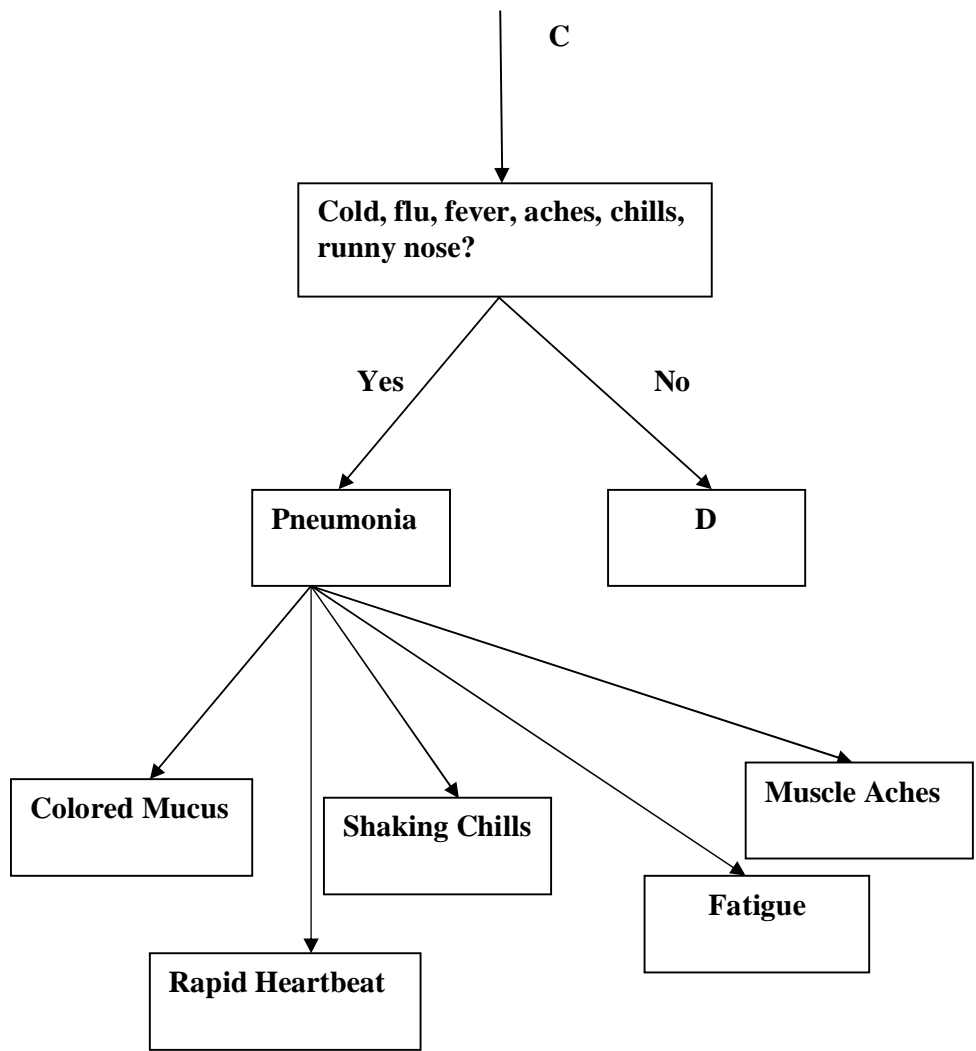 C
Cold, flu, fever, aches, chills,
runny nose?
Yes
No
Pneumonia
D
Colored Mucus
Shaking Chills
Muscle Aches
Fatigue
Rapid Heartbeat